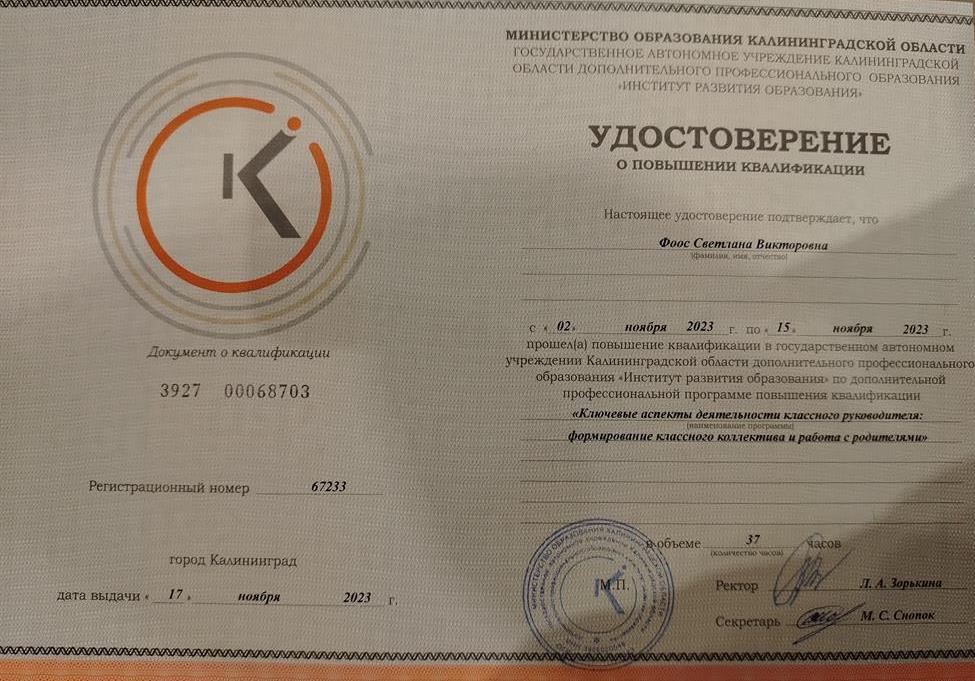 Документ о квалификации
3927 00068703
Регистрационный номер 67233
город Калининград
дата выдачи « 17 » ноября 2023 г.
МИНИСТЕРСТВО ОБРАЗОВАНИЯ КАЛИНИНГРАДСКОЙ ОБЛАСТИ
ГОСУДАРСТВЕННОЕ АВТОНОМНОЕ УЧРЕЖДЕНИЕ КАЛИНИНГРАДСКОЙ
ОБЛАСТИ ДОПОЛНИТЕЛЬНОГО ПРОФЕССИОНАЛЬНОГО ОБРАЗОВАНИЯ
«ИНСТИТУТ РАЗВИТИЯ ОБРАЗОВАНИЯ»
УДОСТОВЕРЕНИЕ
О ПОВЫШЕНИИ КВАЛИФИКАЦИИ
Настоящее удостоверение подтверждает, что
Фоос Светлана Викторовна
(фамилия, имя, отчество)
с « 02 » ноября 2023 г. по « 15 » ноября 2023 г.
прошел(а) повышение квалификации в государственном автономном
учреждении Калининградской области дополнительного профессионального
образования «Институт развития образования» по дополнительной
профессиональной программе повышения квалификации
«Ключевые аспекты деятельности классного руководителя:
(наименование программы)
формирование классного коллектива и работа с родителями»
в объеме 37 часов
(количество часов)
М.П.
Ректор Л. А. Зорькина
Секретарь М. С. Снопок